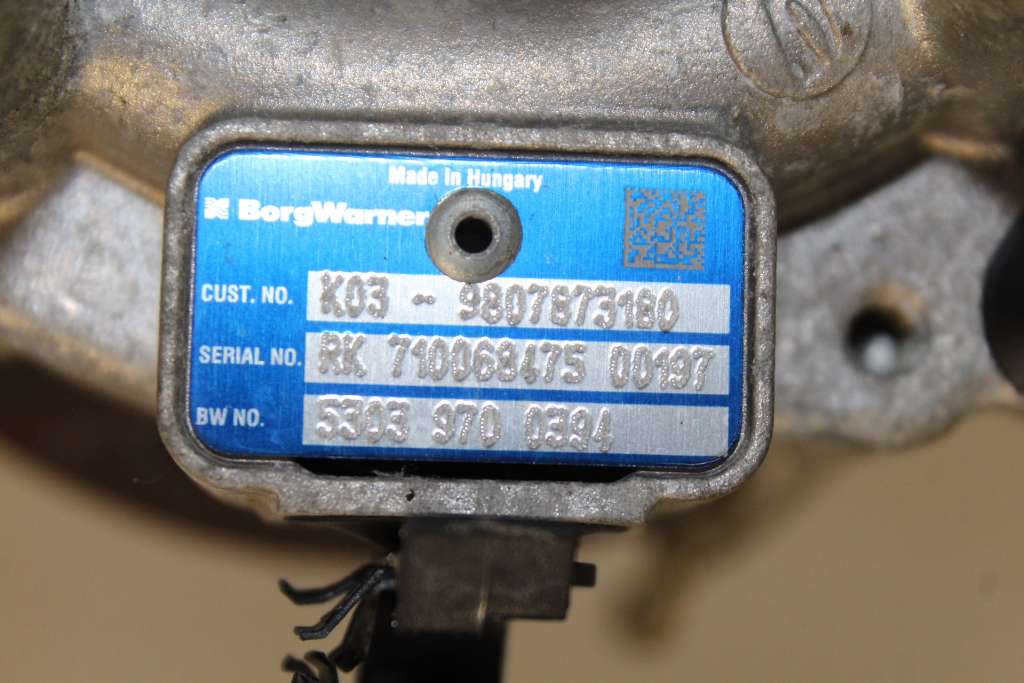 Made in Hungary
BorgWarner
CUST. NO. K03 - 9807873180
SERIAL NO. RK 710068475 00197
BW NO. 5303 970 0394